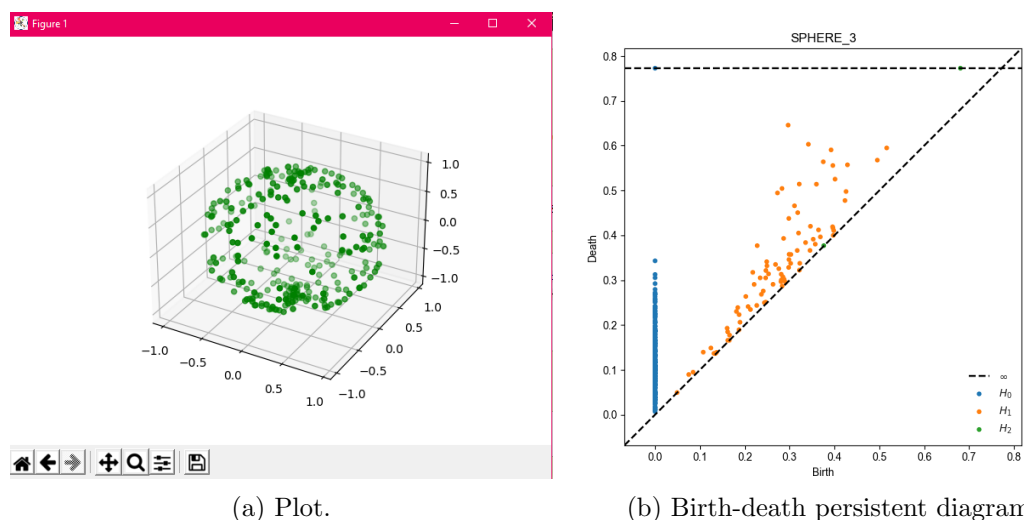 Figure 1
1.0
0.5
0.0
−0.5
−1.0
−1.0
−0.5
0.0
0.5
1.0
−1.0
−0.5
0.0
0.5
1.0
(a) Plot.
SPHERE_3
Death
0.8
0.7
0.6
0.5
0.4
0.3
0.2
0.1
0.0
∞
H₀
H₁
H₂
0.0 0.1 0.2 0.3 0.4 0.5 0.6 0.7 0.8
Birth
(b) Birth-death persistent diagram